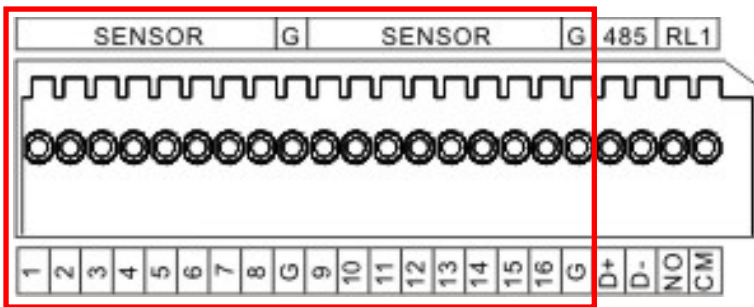 SENSOR G SENSOR G 485 RL1
1 2 3 4 5 6 7 8 G 9 10 11 12 13 14 15 16 G D+ D- NO CM